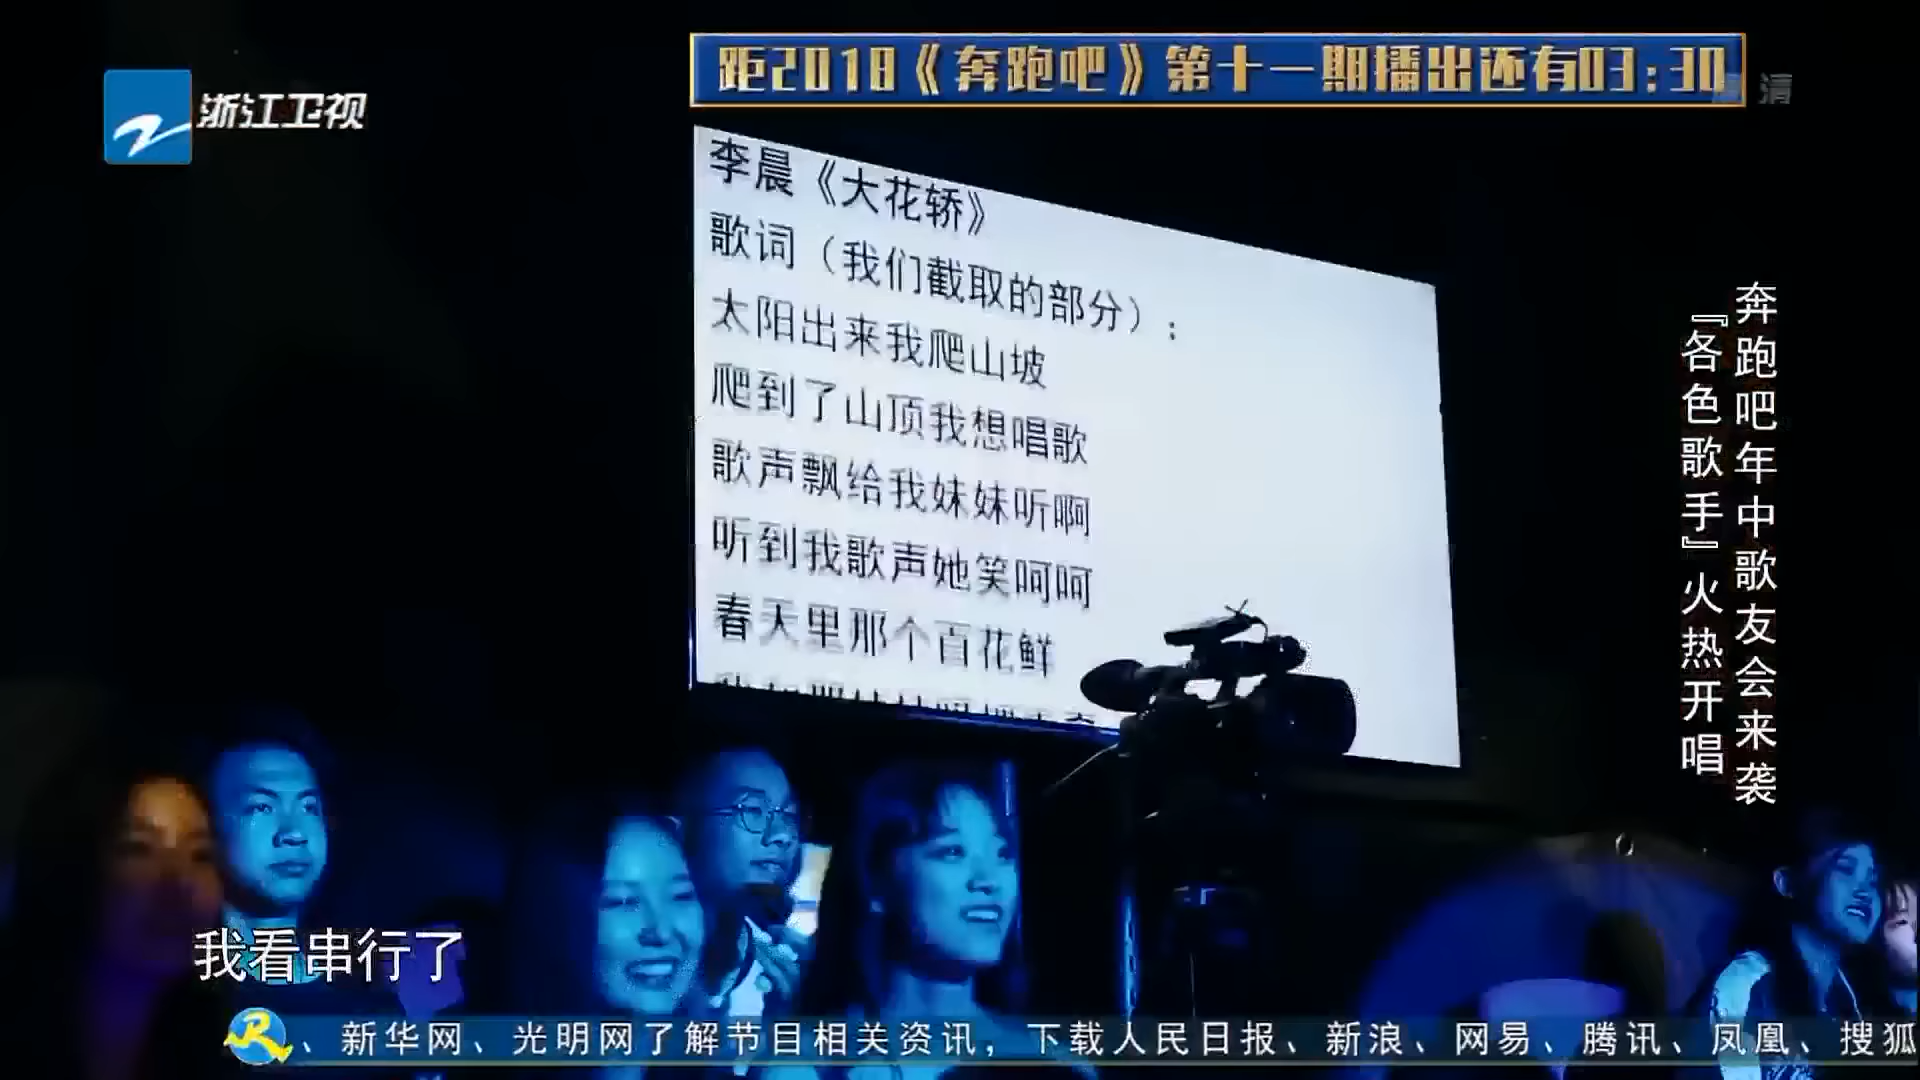 距2018《奔跑吧》第十一期播出还有03:30
清
浙江卫视
李晨《大花轿》
歌词（我们截取的部分）:
太阳出来我爬山坡
爬到了山顶我想唱歌
歌声飘给我妹妹听啊
听到我歌声她笑呵呵
春天里那个百花鲜
奔跑吧年中歌友会来袭
『各色歌手』火热开唱
我看串行了
R、新华网、光明网了解节目相关资讯，下载人民日报、新浪、网易、腾讯、凤凰、搜狐